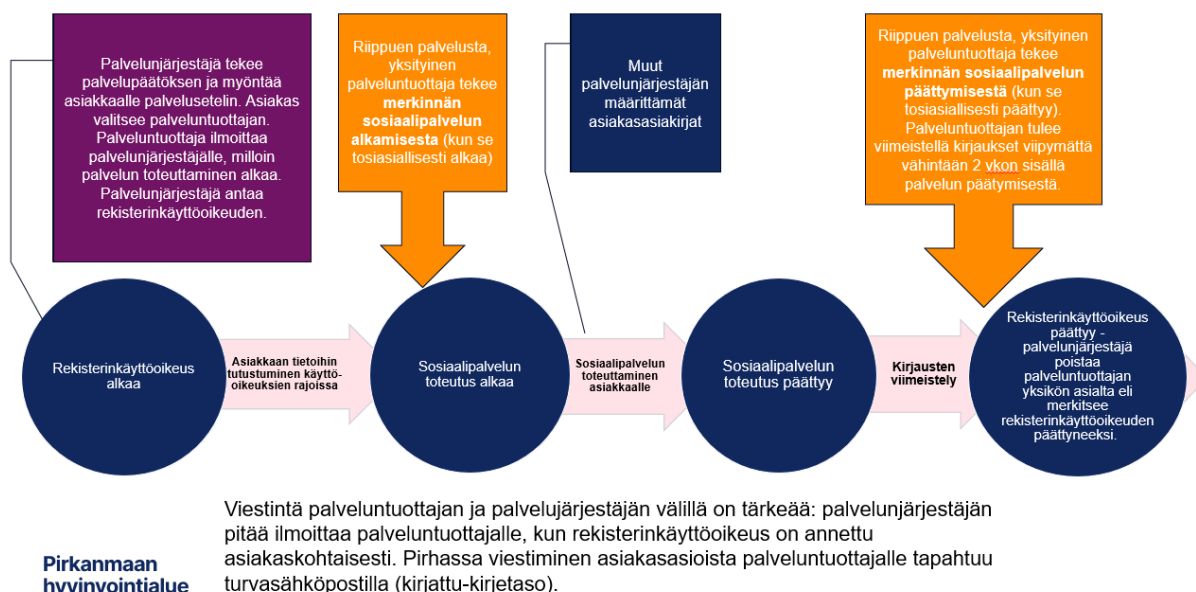 Palvelunjärjestäjä tekee
palvelupäätöksen ja myöntää
asiakkaalle palvelusetelin. Asiakas
valitsee palveluntuottajan.
Palveluntuottaja ilmoittaa
palvelunjärjestäjälle, milloin
palvelun toteuttaminen alkaa.
Palvelunjärjestäjä antaa
rekisterinkäyttöoikeuden.
Riippuen palvelusta,
yksityinen
palveluntuottaja tekee
merkinnän
sosiaalipalvelun
alkamisesta (kun se
tosiasiallisesti alkaa)
Muut
palvelunjärjestäjän
määrittämät
asiakasasiakirjat
Riippuen palvelusta, yksityinen
palveluntuottaja tekee
merkinnän sosiaalipalvelun
päättymisestä (kun se
tosiasiallisesti päättyy).
Palveluntuottajan tulee
viimeistellä kirjaukset viipymättä
vähintään 2 vkon sisällä
palvelun päätymisestä.
Rekisterinkäyttöoikeus
alkaa
Asiakkaan tietoihin
tutustuminen käyttö-
oikeuksien rajoissa
Sosiaalipalvelun
toteutus alkaa
Sosiaalipalvelun
toteuttaminen
asiakkaalle
Sosiaalipalvelun
toteutus päättyy
Kirjausten
viimeistely
Rekisterinkäyttöoikeus
päättyy -
palvelunjärjestäjä
poistaa
palveluntuottajan
yksikön asialta eli
merkitsee
rekisterinkäyttöoikeuden
päättyneeksi.
Viestintä palveluntuottajan ja palvelujärjestäjän välillä on tärkeää: palvelunjärjestäjän
pitää ilmoittaa palveluntuottajalle, kun rekisterinkäyttöoikeus on annettu
asiakaskohtaisesti. Pirhassa viestiminen asiakasasioista palveluntuottajalle tapahtuu
turvasähköpostilla (kirjattu-kirjetaso).
Pirkanmaan
hyvinvointialue